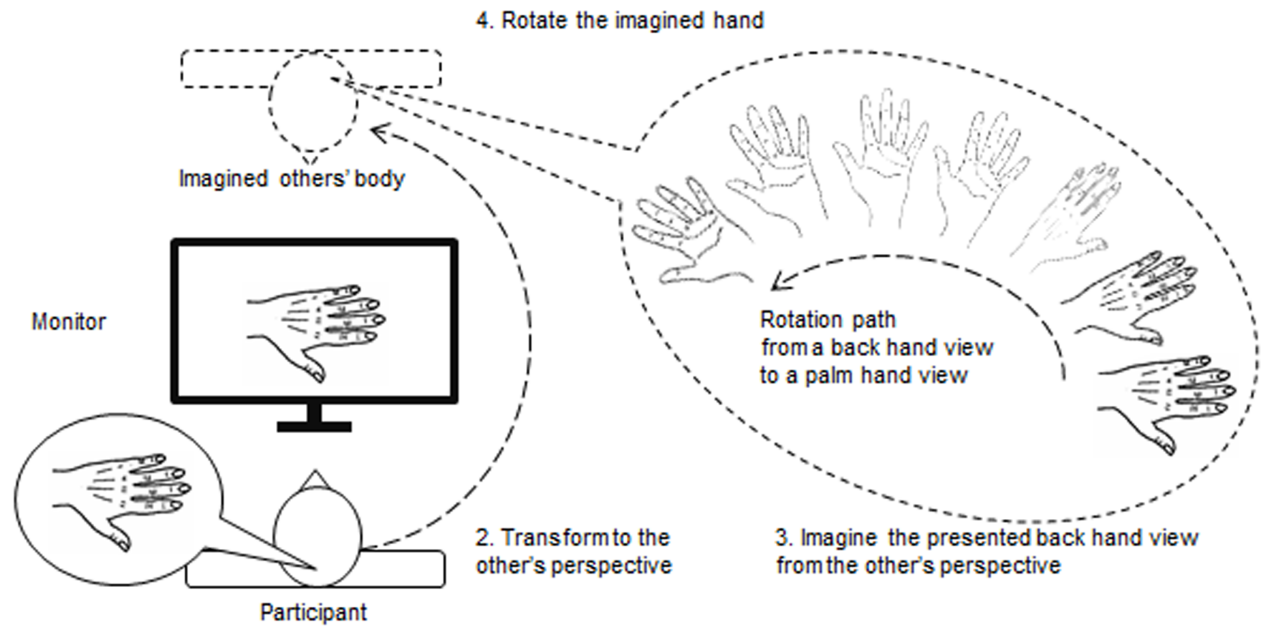 4. Rotate the imagined hand
Imagined others' body
Monitor
Rotation path
from a back hand view
to a palm hand view
2. Transform to the
other's perspective
3. Imagine the presented back hand view
from the other's perspective
Participant